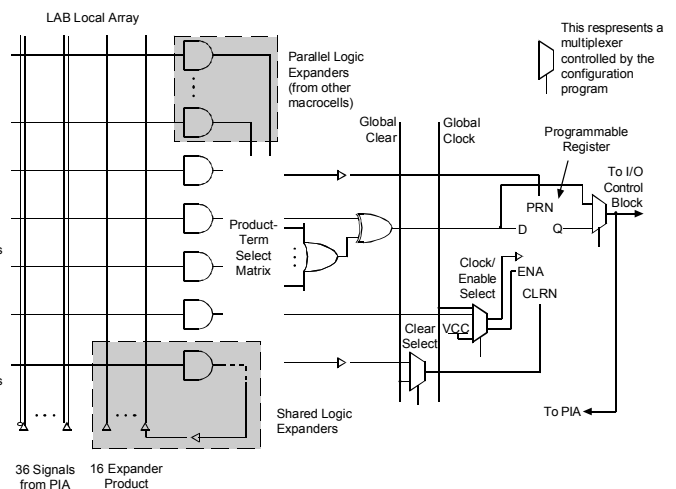 LAB Local Array
This respresents a
multiplexer
controlled by the
configuration
program
Parallel Logic
Expanders
(from other
macrocells)
Global
Clear
Global
Clock
Programmable
Register
To I/O
Control
Block
PRN
D
Q
Product-
Term
Select
Matrix
Clock/
Enable
Select
ENA
CLRN
VCC
Clear
Select
To PIA
Shared Logic
Expanders
36 Signals
from PIA
16 Expander
Product